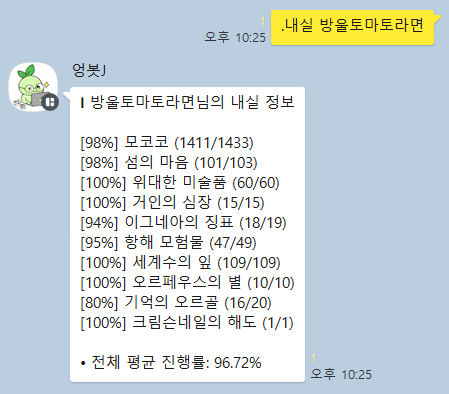 1
오후 10:25
.내실 방울토마토라면
엉봇J
I 방울토마토라면님의 내실 정보
[98%] 모코코 (1411/1433)
[98%] 섬의 마음 (101/103)
[100%] 위대한 미술품 (60/60)
[100%] 거인의 심장 (15/15)
[94%] 이그네아의 징표 (18/19)
[95%] 항해 모험물 (47/49)
[100%] 세계수의 잎 (109/109)
[100%] 오르페우스의 별 (10/10)
[80%] 기억의 오르골 (16/20)
[100%] 크림슨네일의 해도 (1/1)
• 전체 평균 진행률: 96.72%
1
오후 10:25